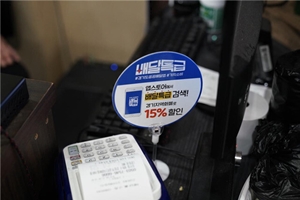 배달특급
앱스토어에서
배달특급 검색!
경기지역화폐로
15% 할인